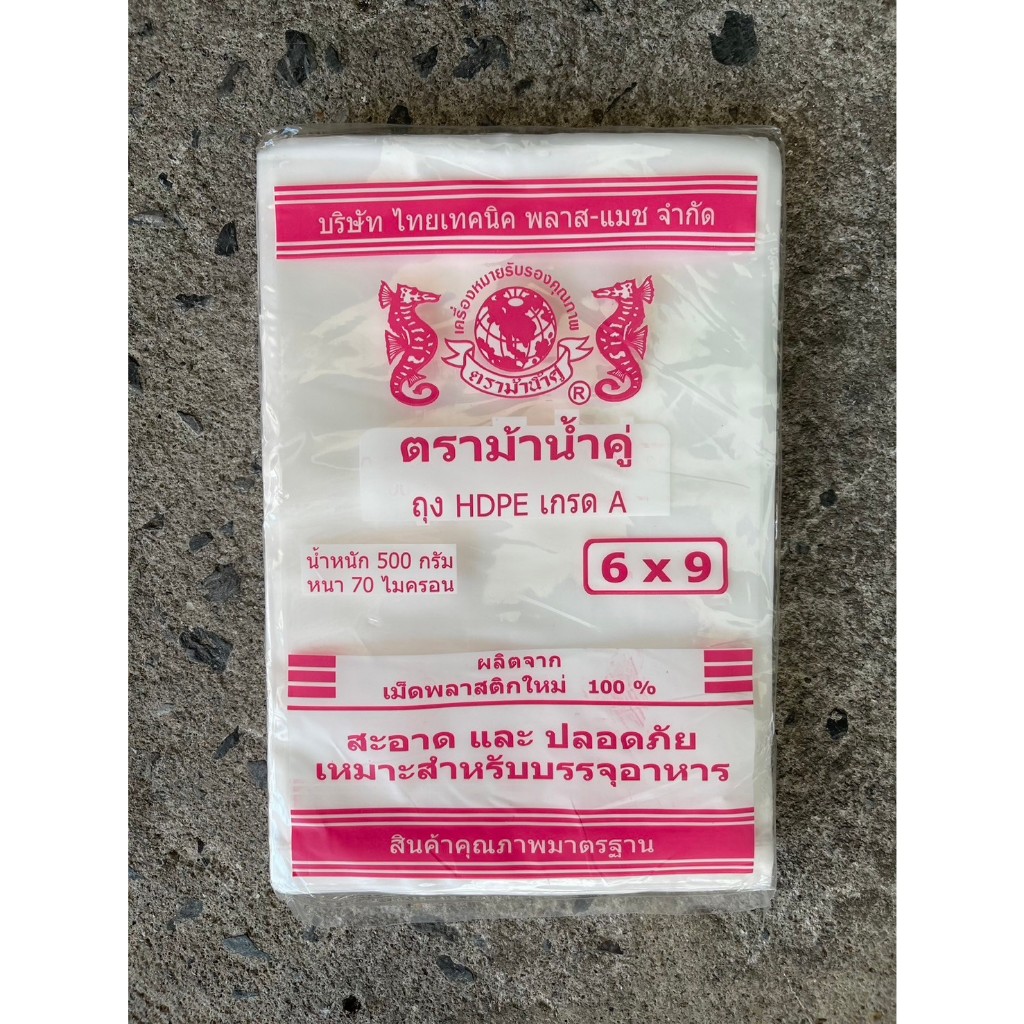 บริษัท ไทยเทคนิค พลาส-แมช จำกัด
เครื่องหมายรับรองคุณภาพ
ตราม้าน้ำคู่
®
ตราม้าน้ำคู่
ถุง HDPE เกรด A
น้ำหนัก 500 กรัม
หนา 70 ไมครอน
6 x 9
ผลิตจาก
เม็ดพลาสติกใหม่ 100 %
สะอาด และ ปลอดภัย
เหมาะสำหรับบรรจุอาหาร
สินค้าคุณภาพมาตรฐาน